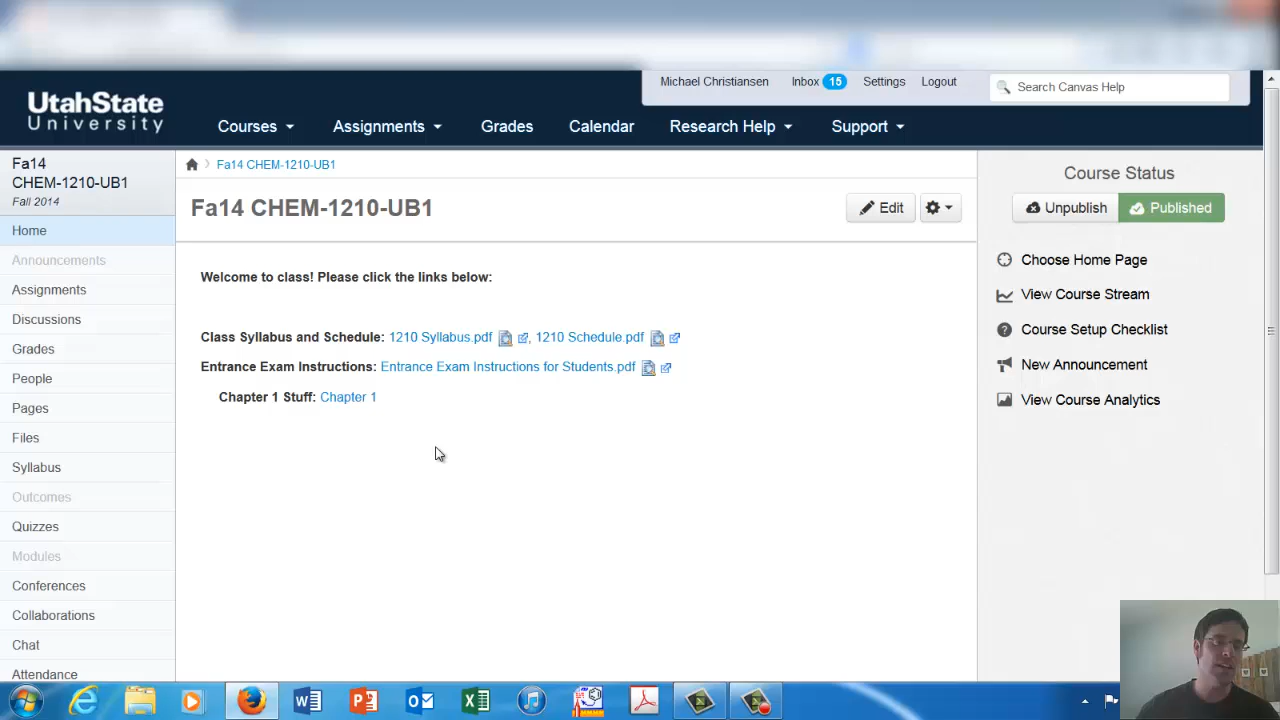 Michael Christiansen Inbox 15 Settings Logout Search Canvas Help
UtahState
University
Courses Assignments Grades Calendar Research Help Support
Fa14
CHEM-1210-UB1
Fall 2014
Home
Announcements
Assignments
Discussions
Grades
People
Pages
Files
Syllabus
Outcomes
Quizzes
Modules
Conferences
Collaborations
Chat
Attendance
Fa14 CHEM-1210-UB1
Fa14 CHEM-1210-UB1
Edit
Welcome to class! Please click the links below:
Class Syllabus and Schedule: 1210 Syllabus.pdf , 1210 Schedule.pdf
Entrance Exam Instructions: Entrance Exam Instructions for Students.pdf
Chapter 1 Stuff: Chapter 1
Course Status
Unpublish Published
Choose Home Page
View Course Stream
Course Setup Checklist
New Announcement
View Course Analytics